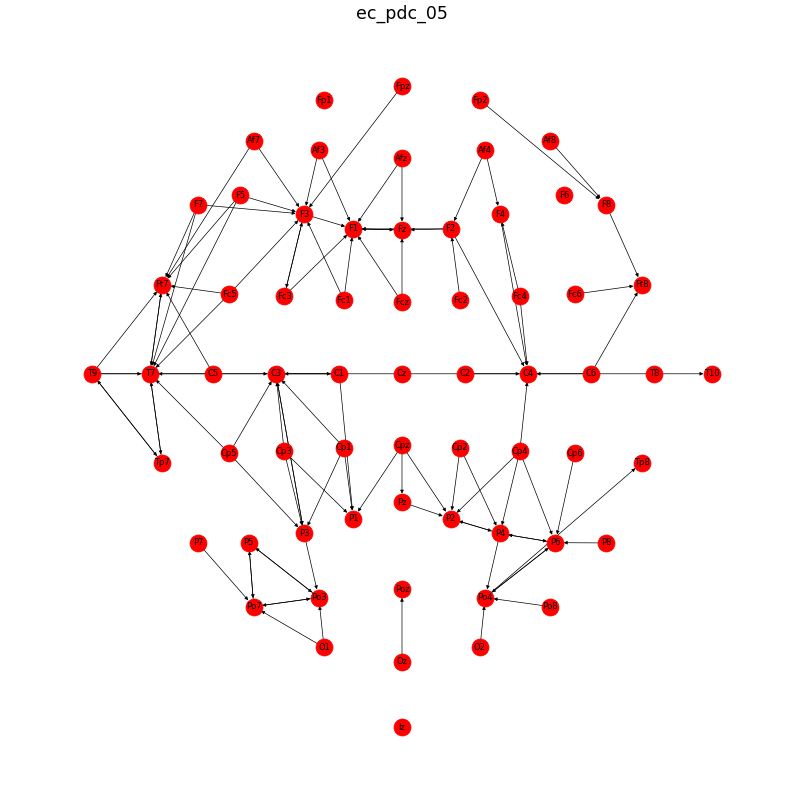 ec_pdc_05
Fpz
Fp1 Fp2
Af7 Af8
Af3 Af4
Afz
F5 F6
F7 F8
F3 F4
F1 Fz F2
Ft7 Ft8
Fc5 Fc3 Fc4 Fc6
Fc1 Fcz Fc2
T9 T7 C5 C3 C1 Cz C2 C4 C6 T8 T10
Cp5 Cp3 Cp1 Cpz Cp2 Cp4 Cp6
Tp7 Tp8
Pz
P1 P2
P3 P4
P7 P5 P6 P9
Poz
Po7 Po3 Po4 Po8
O1 O2
Oz
Iz